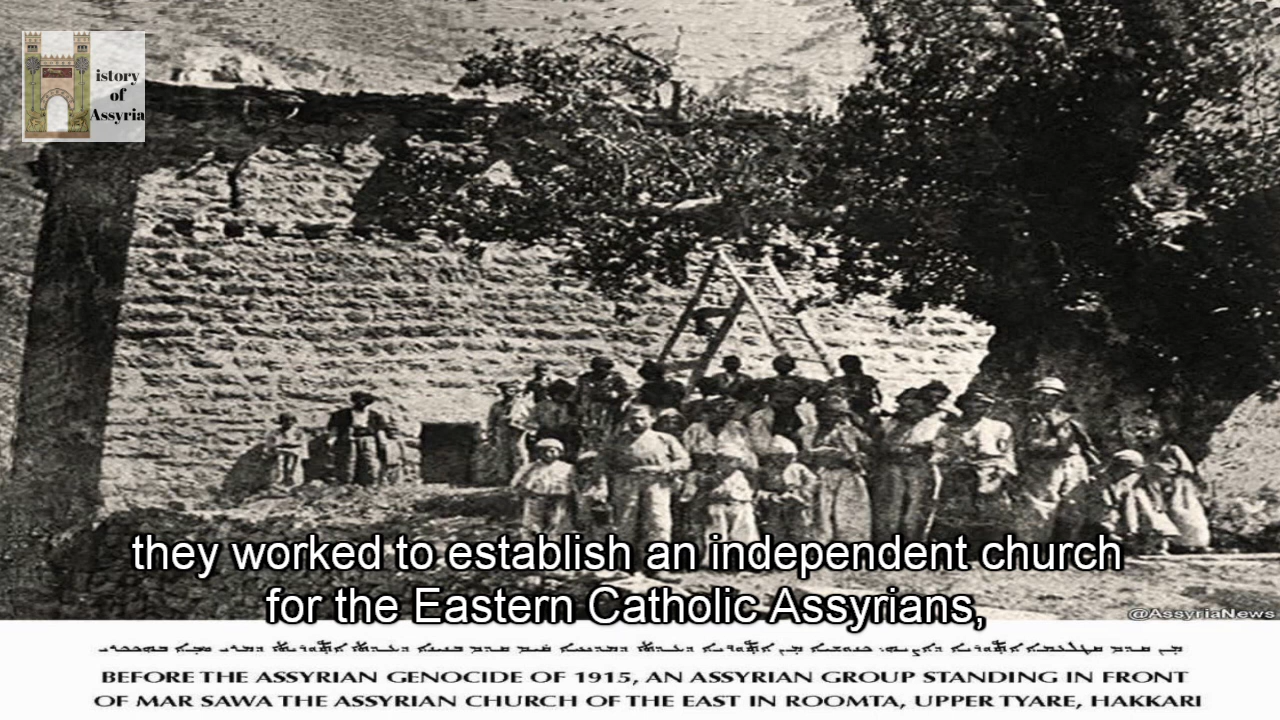 istory
of
Assyria
they worked to establish an independent church
for the Eastern Catholic Assyrians,
@AssyriaNews
BEFORE THE ASSYRIAN GENOCIDE OF 1915, AN ASSYRIAN GROUP STANDING IN FRONT
OF MAR SAWA THE ASSYRIAN CHURCH OF THE EAST IN ROOMTA, UPPER TYARE, HAKKARI